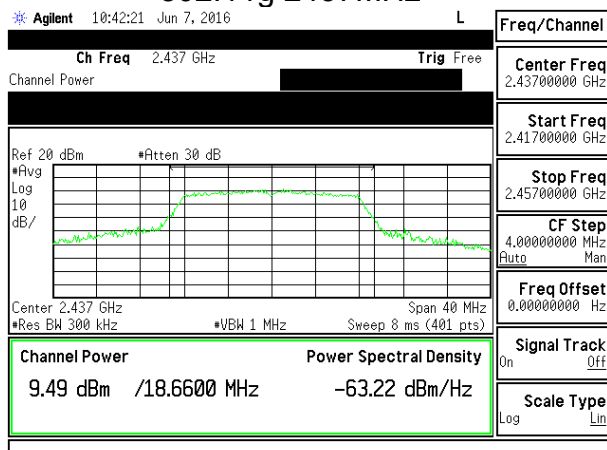 Agilent 10:42:21 Jun 7, 2016 L
Freq/Channel
Ch Freq 2.437 GHz Trig Free
Channel Power
Center Freq
2.43700000 GHz
Start Freq
2.41700000 GHz
Stop Freq
2.45700000 GHz
CF Step
4.00000000 MHz
Auto Man
Freq Offset
0.00000000 Hz
Signal Track
On Off
Scale Type
Log Lin
Ref 20 dBm #Atten 30 dB
#Avg
Log
10
dB/
Center 2.437 GHz Span 40 MHz
#Res BW 300 kHz #VBW 1 MHz Sweep 8 ms (401 pts)
Channel Power Power Spectral Density
9.49 dBm /18.6600 MHz -63.22 dBm/Hz